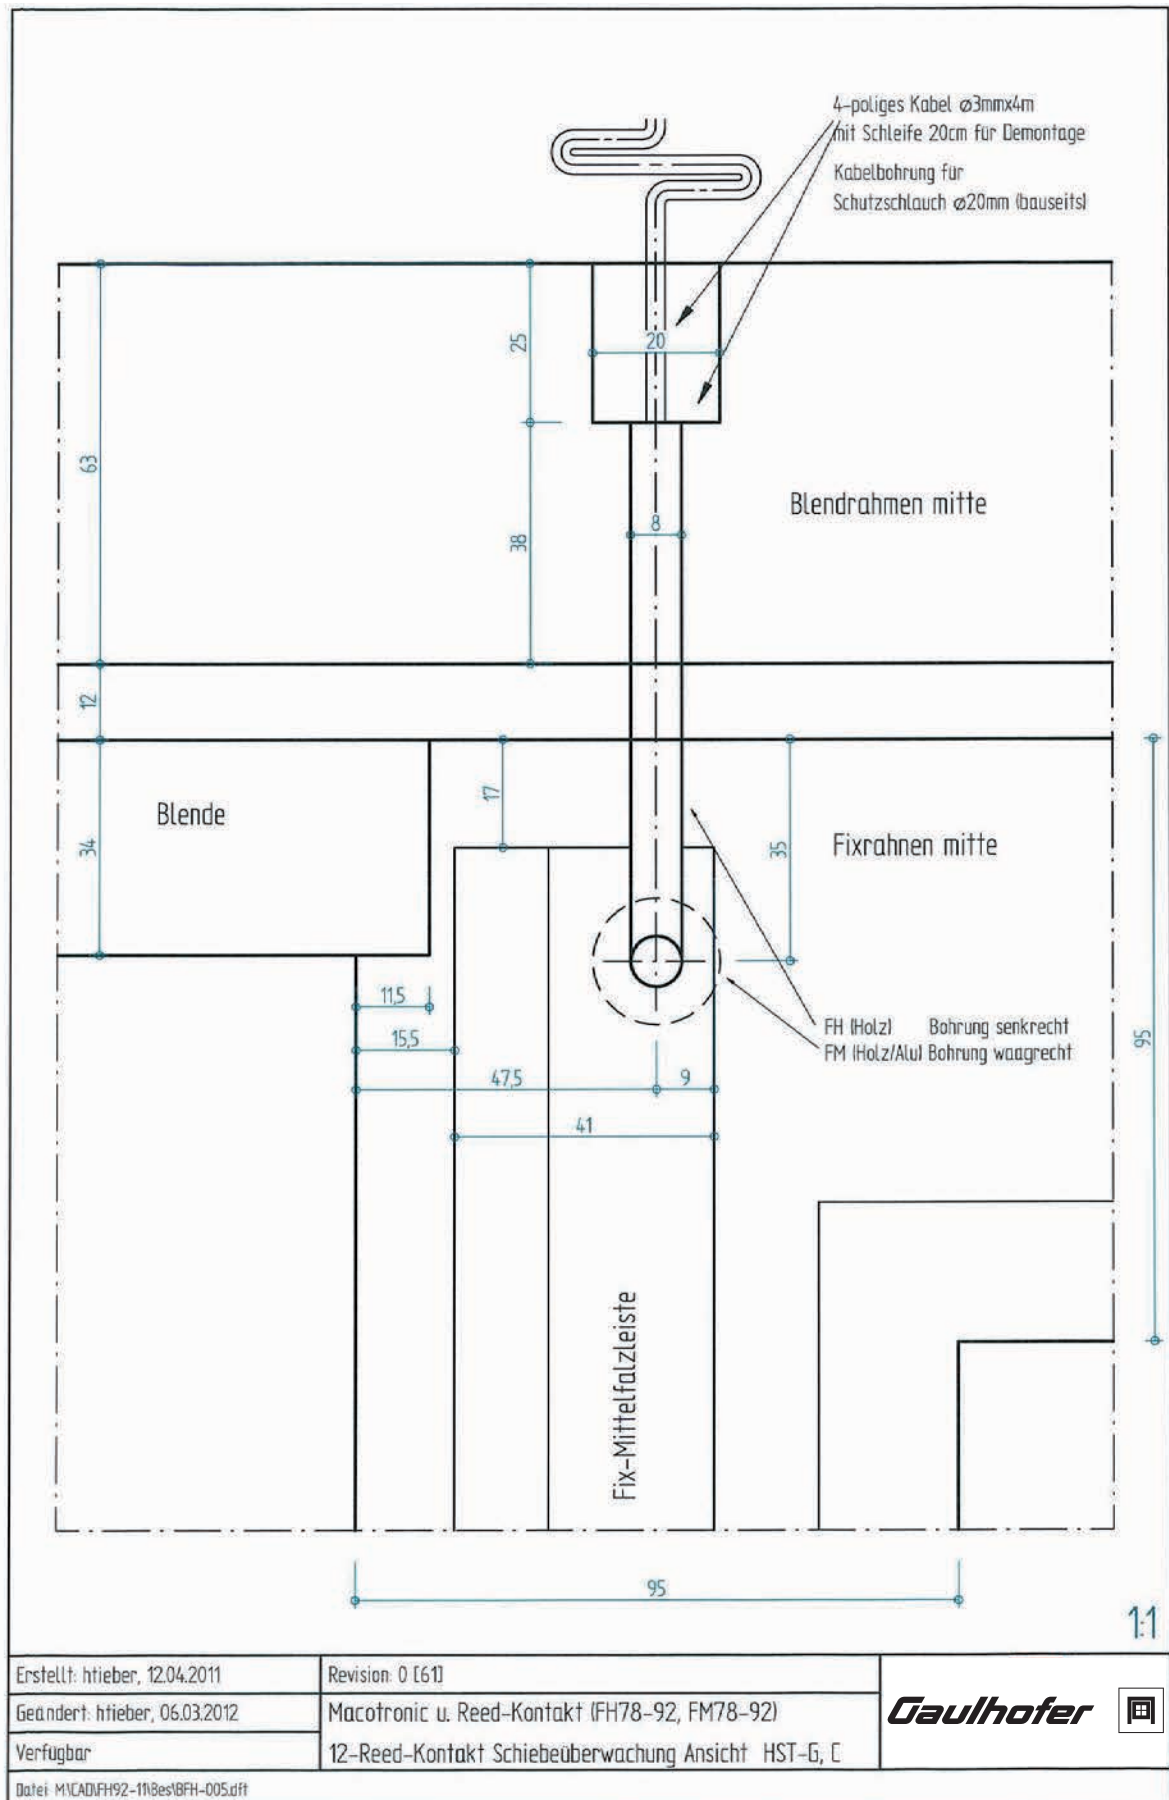 4-poliges Kabel ø3mmx4m
mit Schleife 20cm für Demontage
Kabelbohrung für
Schutzschlauch ø20mm (bauseits)
25
20
63
Blendrahmen mitte
8
38
12
17
Blende
34
35
Fixrahnen mitte
11,5
FH (Holz) Bohrung senkrecht
15,5
FM (Holz/Alu) Bohrung waagrecht
95
47,5
9
41
Fix-Mittelfalzleiste
95
1:1
Erstellt: htieber, 12.04.2011
Revision: 0 [61]
Geändert: htieber, 06.03.2012
Macotronic u. Reed-Kontakt (FH78-92, FM78-92)
Gaulhofer
Verfügbar
12-Reed-Kontakt Schiebeüberwachung Ansicht HST-G, C
Datei: M:\CAD\FH92-11\Bes\BFH-005.dft